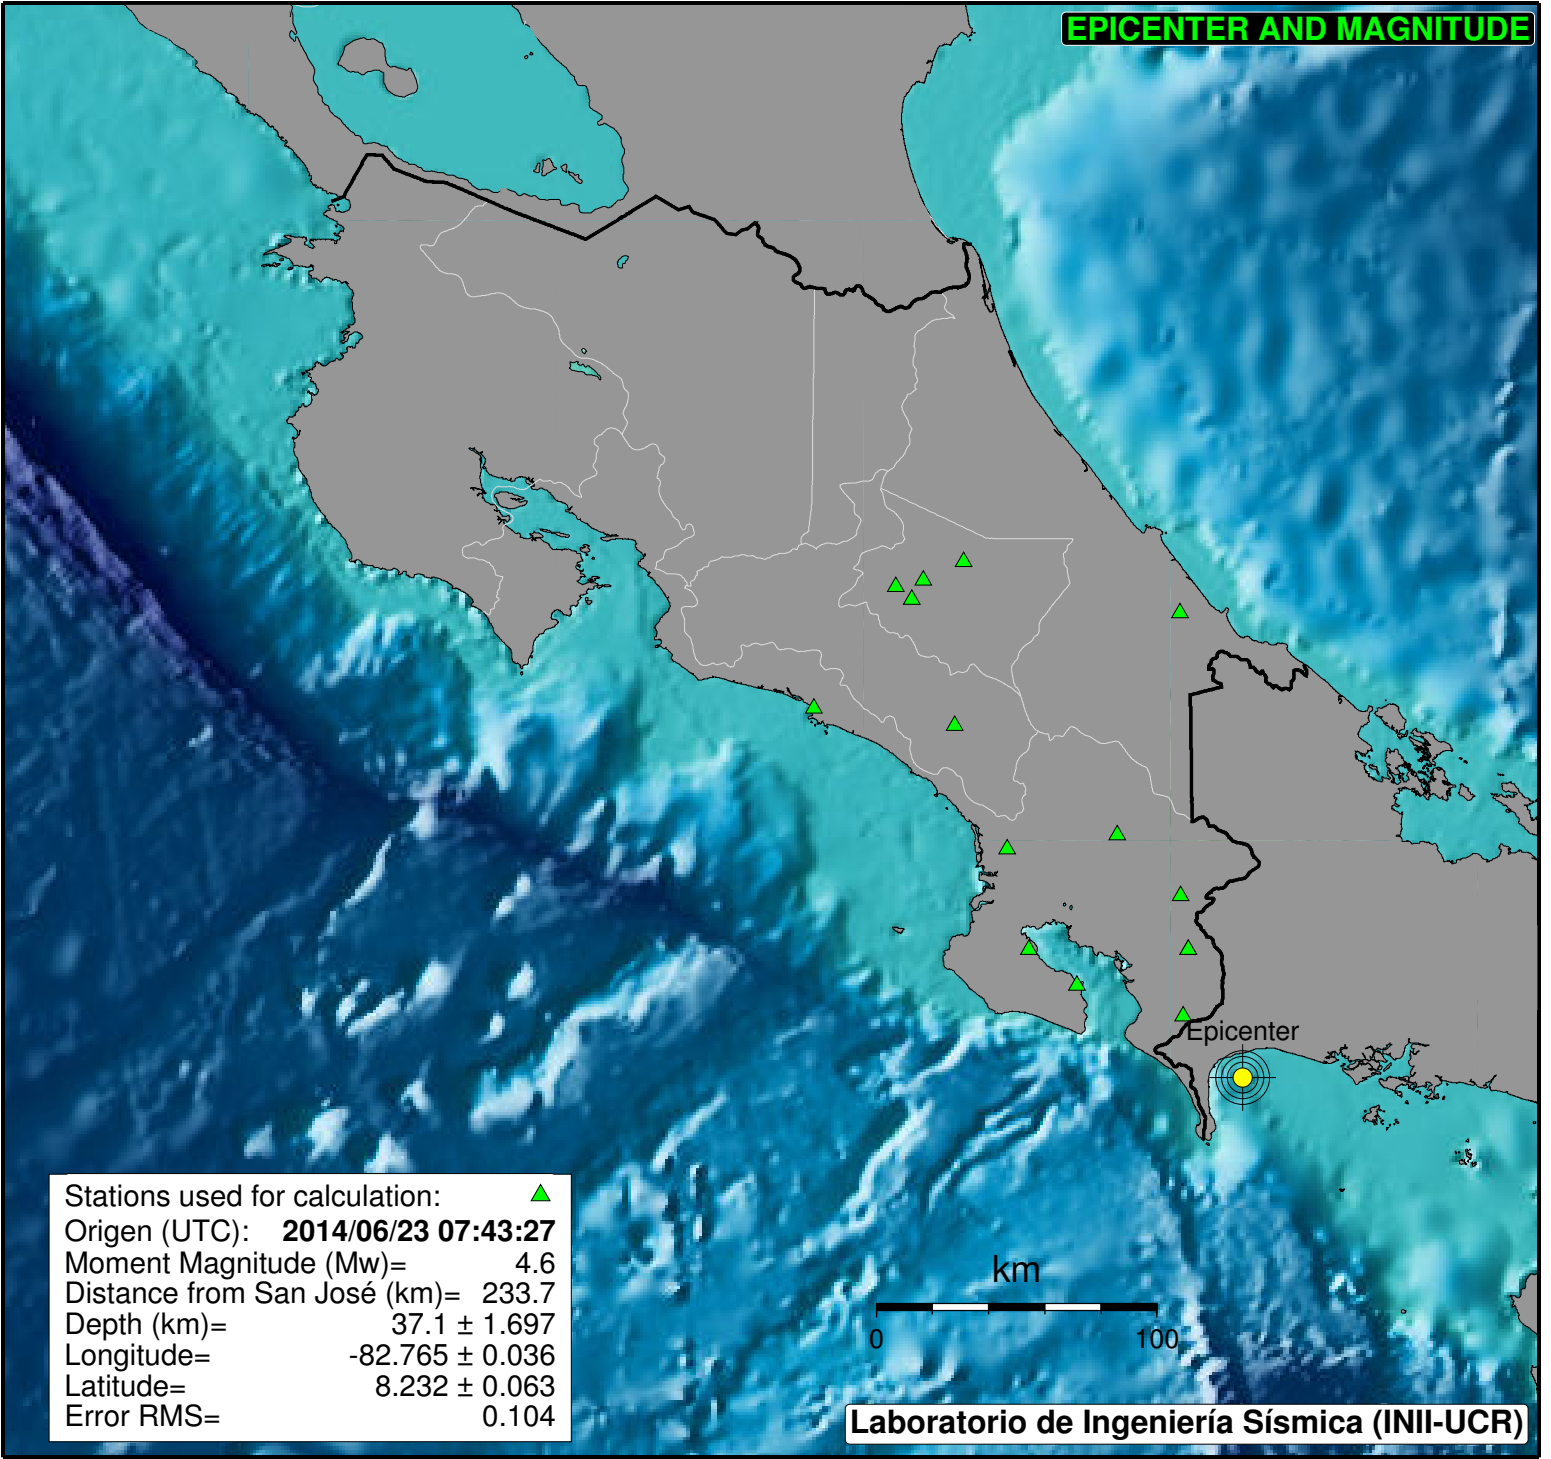 EPICENTER AND MAGNITUDE
Epicenter
Stations used for calculation:
Origen (UTC): 2014/06/23 07:43:27
Moment Magnitude (Mw)= 4.6
Distance from San José (km)= 233.7
Depth (km)= 37.1 ± 1.697
Longitude= -82.765 ± 0.036
Latitude= 8.232 ± 0.063
Error RMS= 0.104
km
0 100
Laboratorio de Ingeniería Sísmica (INII-UCR)